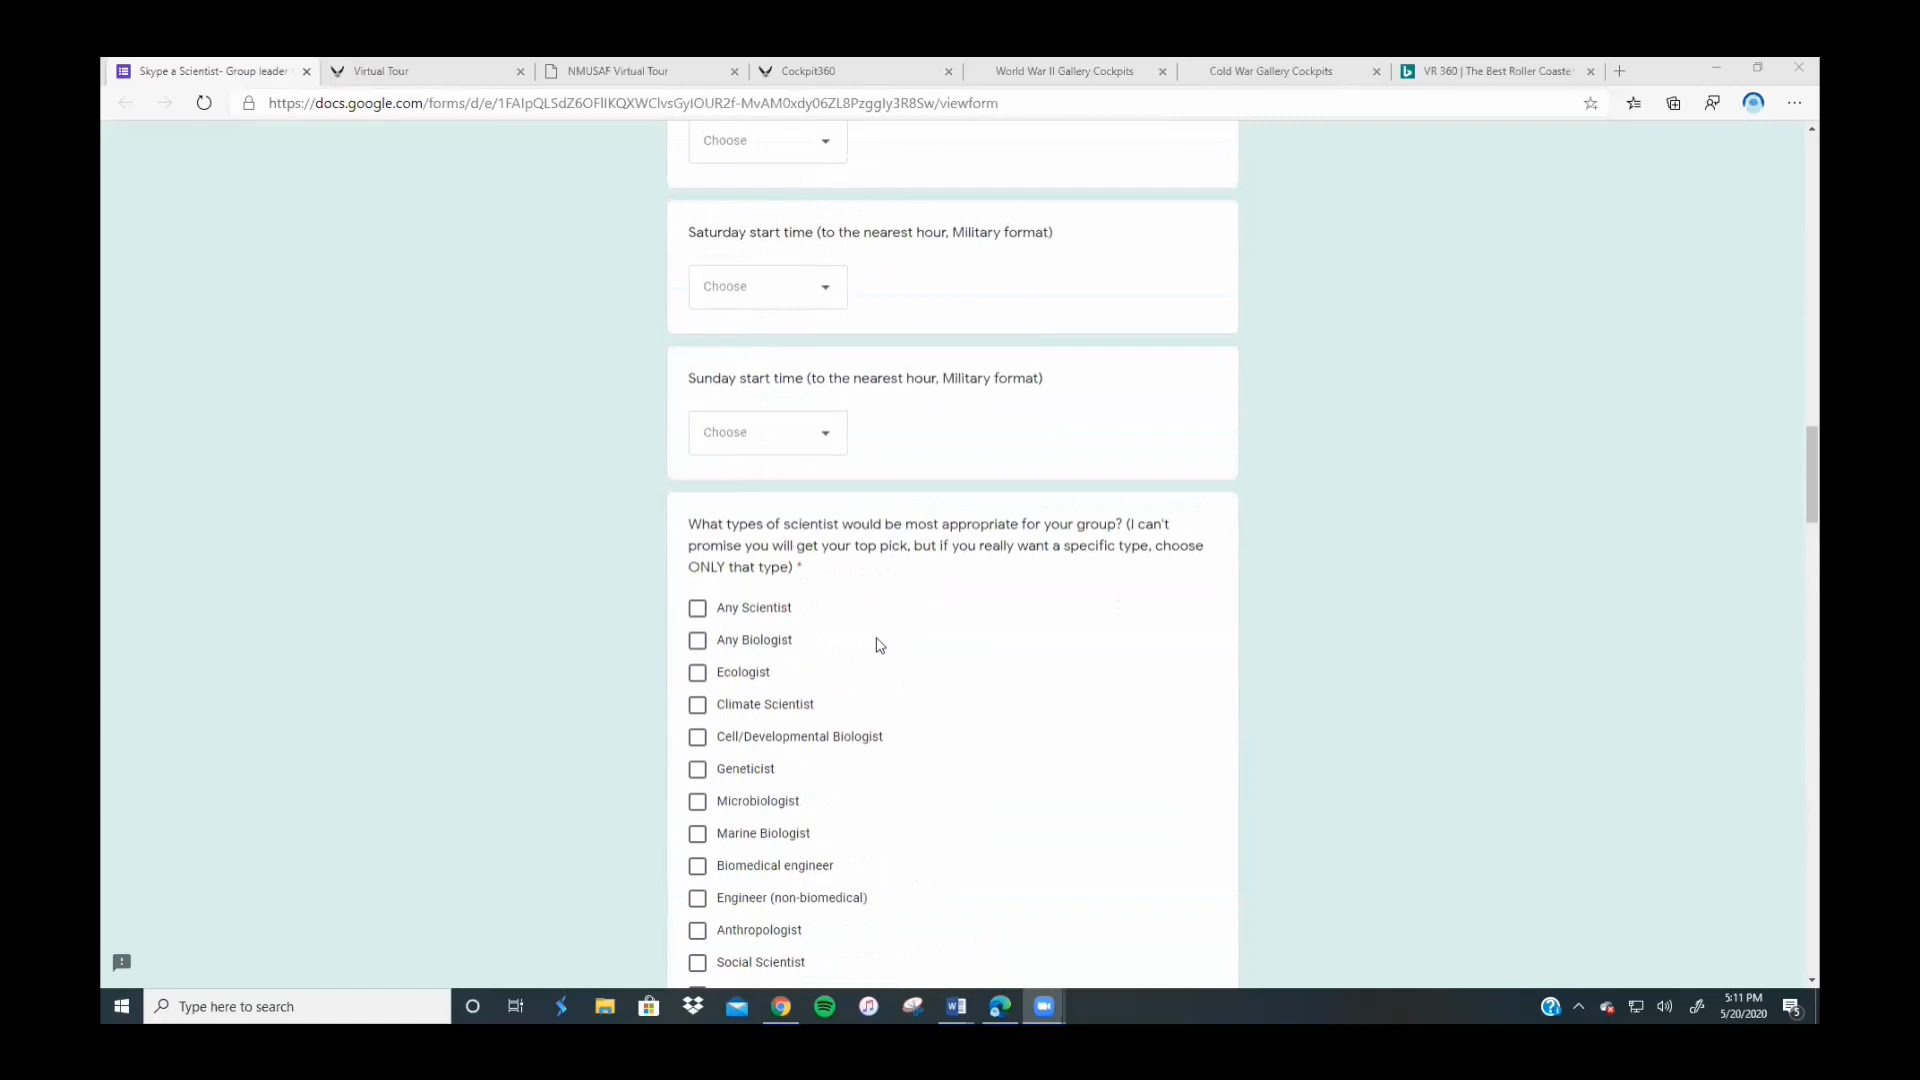 Skype a Scientist- Group leader
Virtual Tour
NMUSAF Virtual Tour
Cockpit360
World War II Gallery Cockpits
Cold War Gallery Cockpits
VR 360 | The Best Roller Coaste
https://docs.google.com/forms/d/e/1FAIpQLSdZ6OFlIKQXWClvsGyIOUR2f-MvAM0xdy06ZL8PzggIy3R8Sw/viewform
Choose
Saturday start time (to the nearest hour, Military format)
Choose
Sunday start time (to the nearest hour, Military format)
Choose
What types of scientist would be most appropriate for your group? (I can't
promise you will get your top pick, but if you really want a specific type, choose
ONLY that type) *
Any Scientist
Any Biologist
Ecologist
Climate Scientist
Cell/Developmental Biologist
Geneticist
Microbiologist
Marine Biologist
Biomedical engineer
Engineer (non-biomedical)
Anthropologist
Social Scientist
Type here to search
5:11 PM
5/20/2020
5